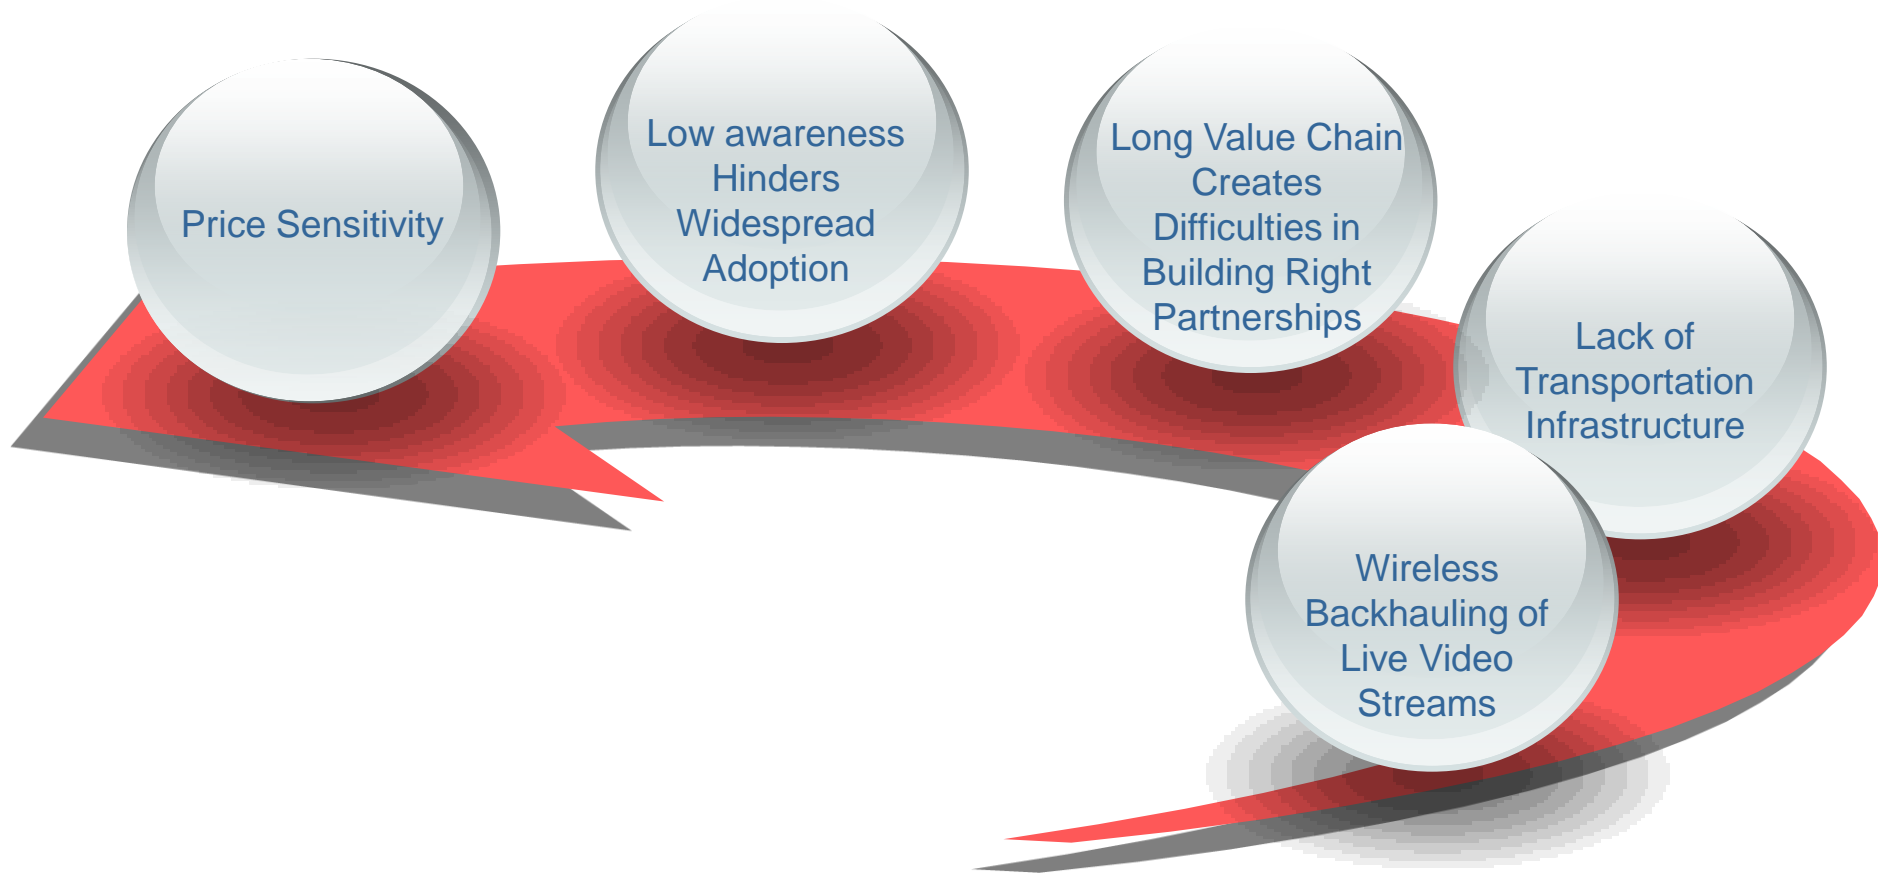 Price Sensitivity
Low awareness
Hinders
Widespread
Adoption
Long Value Chain
Creates
Difficulties in
Building Right
Partnerships
Lack of
Transportation
Infrastructure
Wireless
Backhauling of
Live Video
Streams